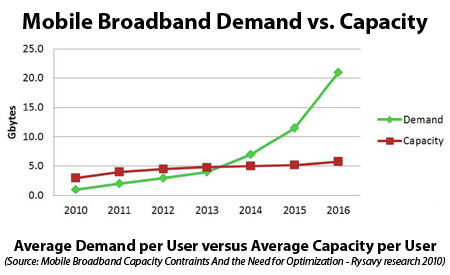 Mobile Broadband Demand vs. Capacity
25.0
20.0
15.0
10.0
5.0
0.0
Gbytes
2010 2011 2012 2013 2014 2015 2016
Demand
Capacity
Average Demand per User versus Average Capacity per User
(Source: Mobile Broadband Capacity Contraints And the Need for Optimization - Rysavy research 2010)